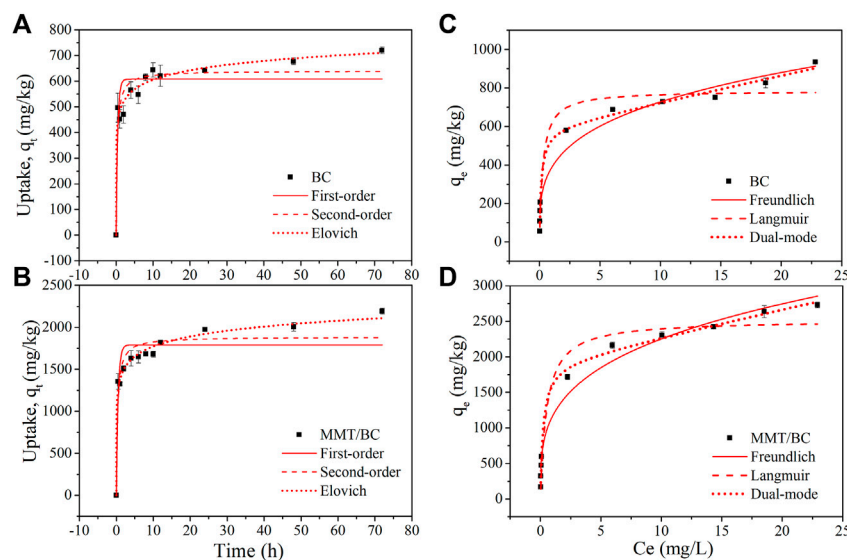 A
800
700
600
500
400
300
200
100
0
-100
-10 0 10 20 30 40 50 60 70 80
Uptake, qt (mg/kg)
BC
First-order
Second-order
Elovich
B
2500
2000
1500
1000
500
0
-10 0 10 20 30 40 50 60 70 80
Uptake, qt (mg/kg)
Time (h)
MMT/BC
First-order
Second-order
Elovich
C
1000
800
600
400
200
0
0 5 10 15 20 25
qe (mg/kg)
BC
Freundlich
Langmuir
Dual-mode
D
3000
2500
2000
1500
1000
500
0
0 5 10 15 20 25
qe (mg/kg)
Ce (mg/L)
MMT/BC
Freundlich
Langmuir
Dual-mode